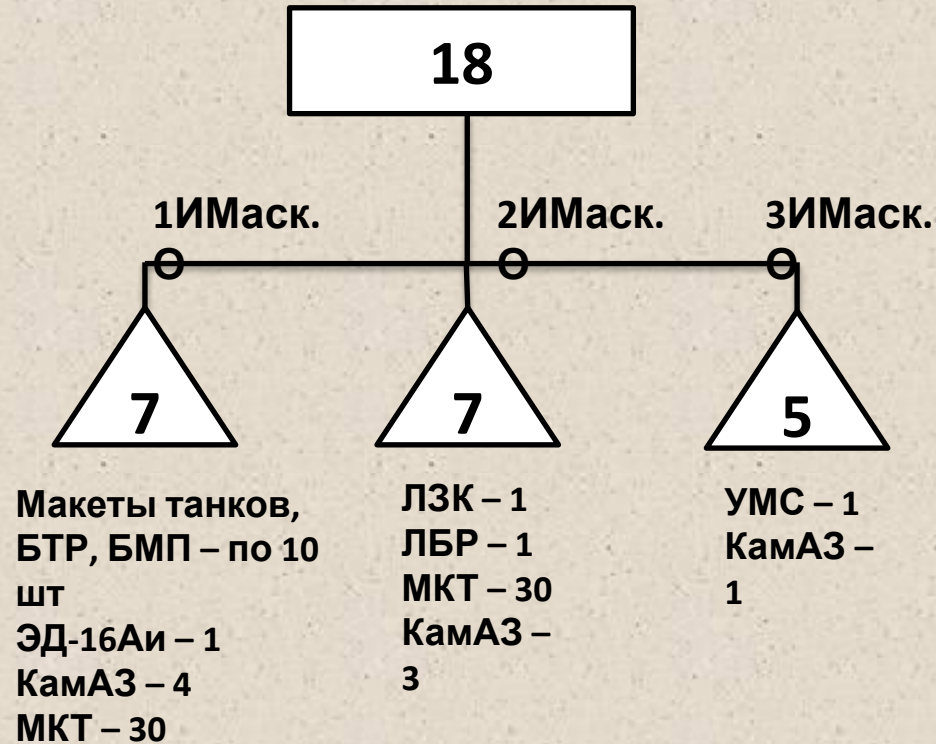 18
1ИМаск.
2ИМаск.
3ИМаск.
7
7
5
Макеты танков,
БТР, БМП – по 10
шт
ЭД-16Аи – 1
КамАЗ – 4
МКТ – 30
ЛЗК – 1
ЛБР – 1
МКТ – 30
КамАЗ –
3
УМС – 1
КамАЗ –
1